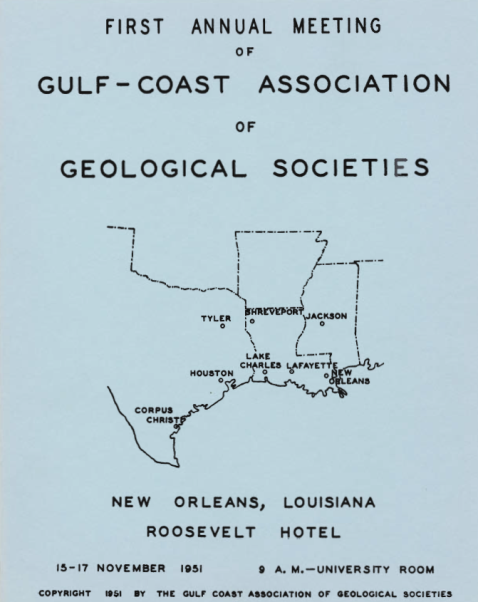 FIRST ANNUAL MEETING
OF
GULF-COAST ASSOCIATION
OF
GEOLOGICAL SOCIETIES
TYLER
SHREVEPORT
JACKSON
LAKE
CHARLES
LAFAYETTE
HOUSTON
NEW
ORLEANS
CORPUS
CHRISTI
NEW ORLEANS, LOUISIANA
ROOSEVELT HOTEL
15-17 NOVEMBER 1951 9 A. M.—UNIVERSITY ROOM
COPYRIGHT 1951 BY THE GULF COAST ASSOCIATION OF GEOLOGICAL SOCIETIES